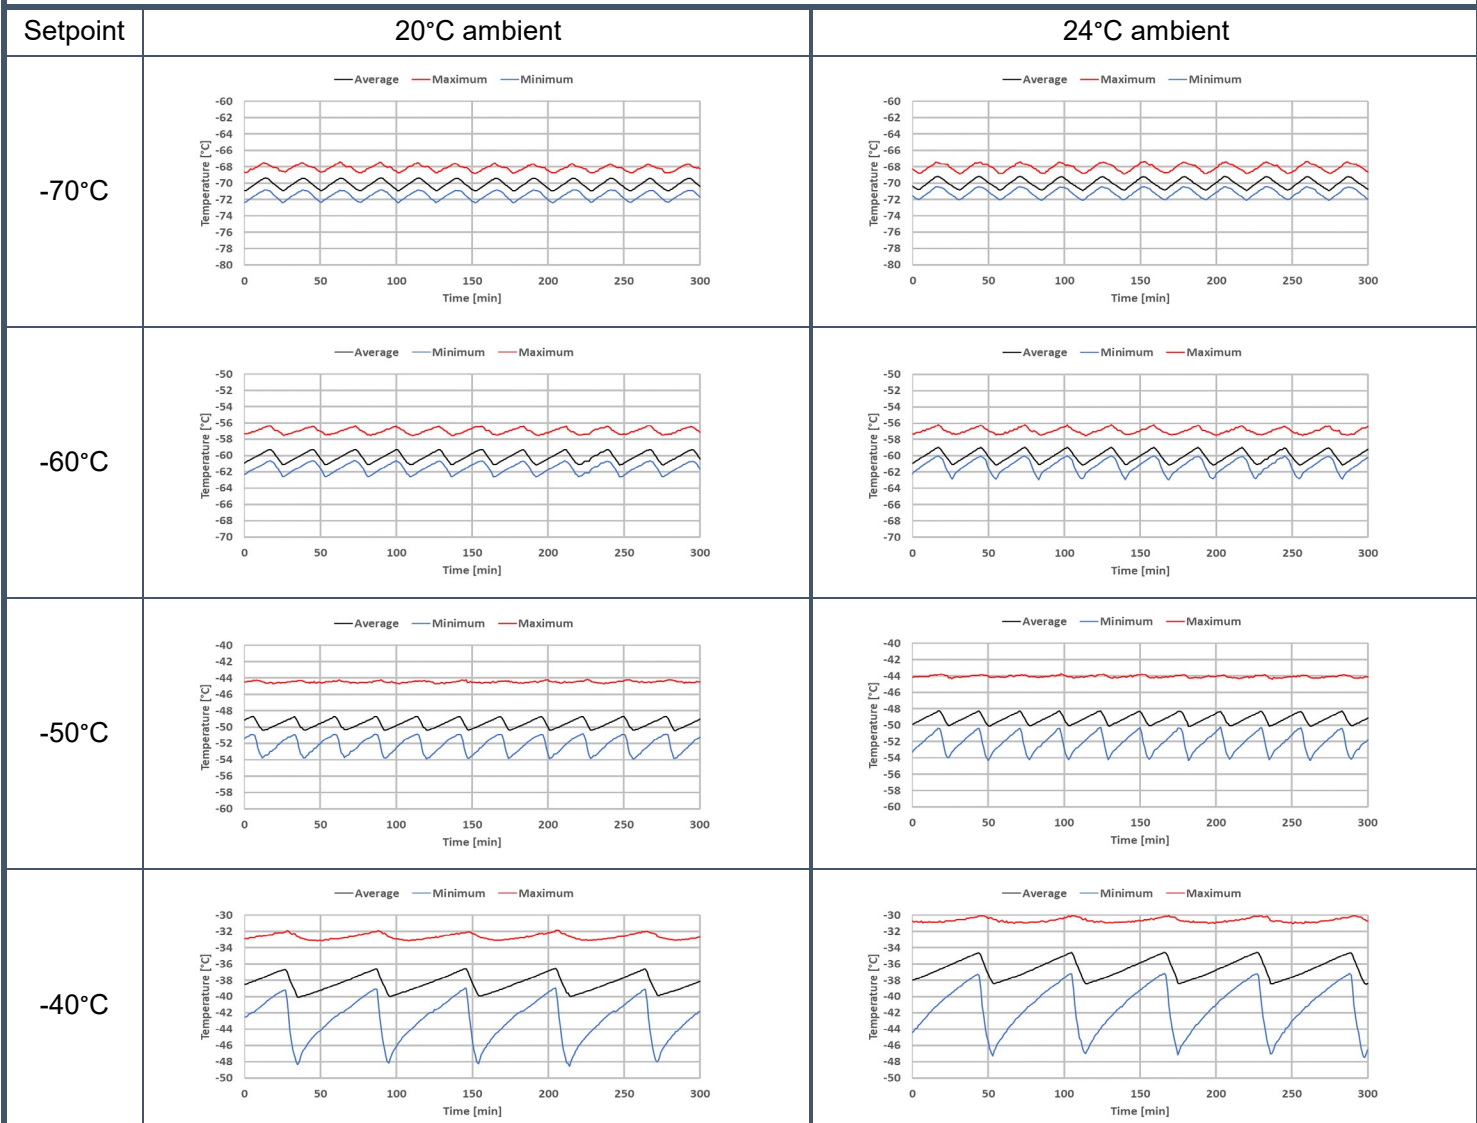 Setpoint 20°C ambient 24°C ambient
-70°C
Average Maximum Minimum
Temperature [°C]
-60
-62
-64
-66
-68
-70
-72
-74
-76
-78
-80
0 50 100 150 200 250 300
Time [min]
Average Maximum Minimum
Temperature [°C]
-60
-62
-64
-66
-68
-70
-72
-74
-76
-78
-80
0 50 100 150 200 250 300
Time [min]
-60°C
Average Minimum Maximum
Temperature [°C]
-50
-52
-54
-56
-58
-60
-62
-64
-66
-68
-70
0 50 100 150 200 250 300
Time [min]
Average Minimum Maximum
Temperature [°C]
-50
-52
-54
-56
-58
-60
-62
-64
-66
-68
-70
0 50 100 150 200 250 300
Time [min]
-50°C
Average Minimum Maximum
Temperature [°C]
-40
-42
-44
-46
-48
-50
-52
-54
-56
-58
-60
0 50 100 150 200 250 300
Time [min]
Average Minimum Maximum
Temperature [°C]
-40
-42
-44
-46
-48
-50
-52
-54
-56
-58
-60
0 50 100 150 200 250 300
Time [min]
-40°C
Average Minimum Maximum
Temperature [°C]
-30
-32
-34
-36
-38
-40
-42
-44
-46
-48
-50
0 50 100 150 200 250 300
Time [min]
Average Minimum Maximum
Temperature [°C]
-30
-32
-34
-36
-38
-40
-42
-44
-46
-48
-50
0 50 100 150 200 250 300
Time [min]